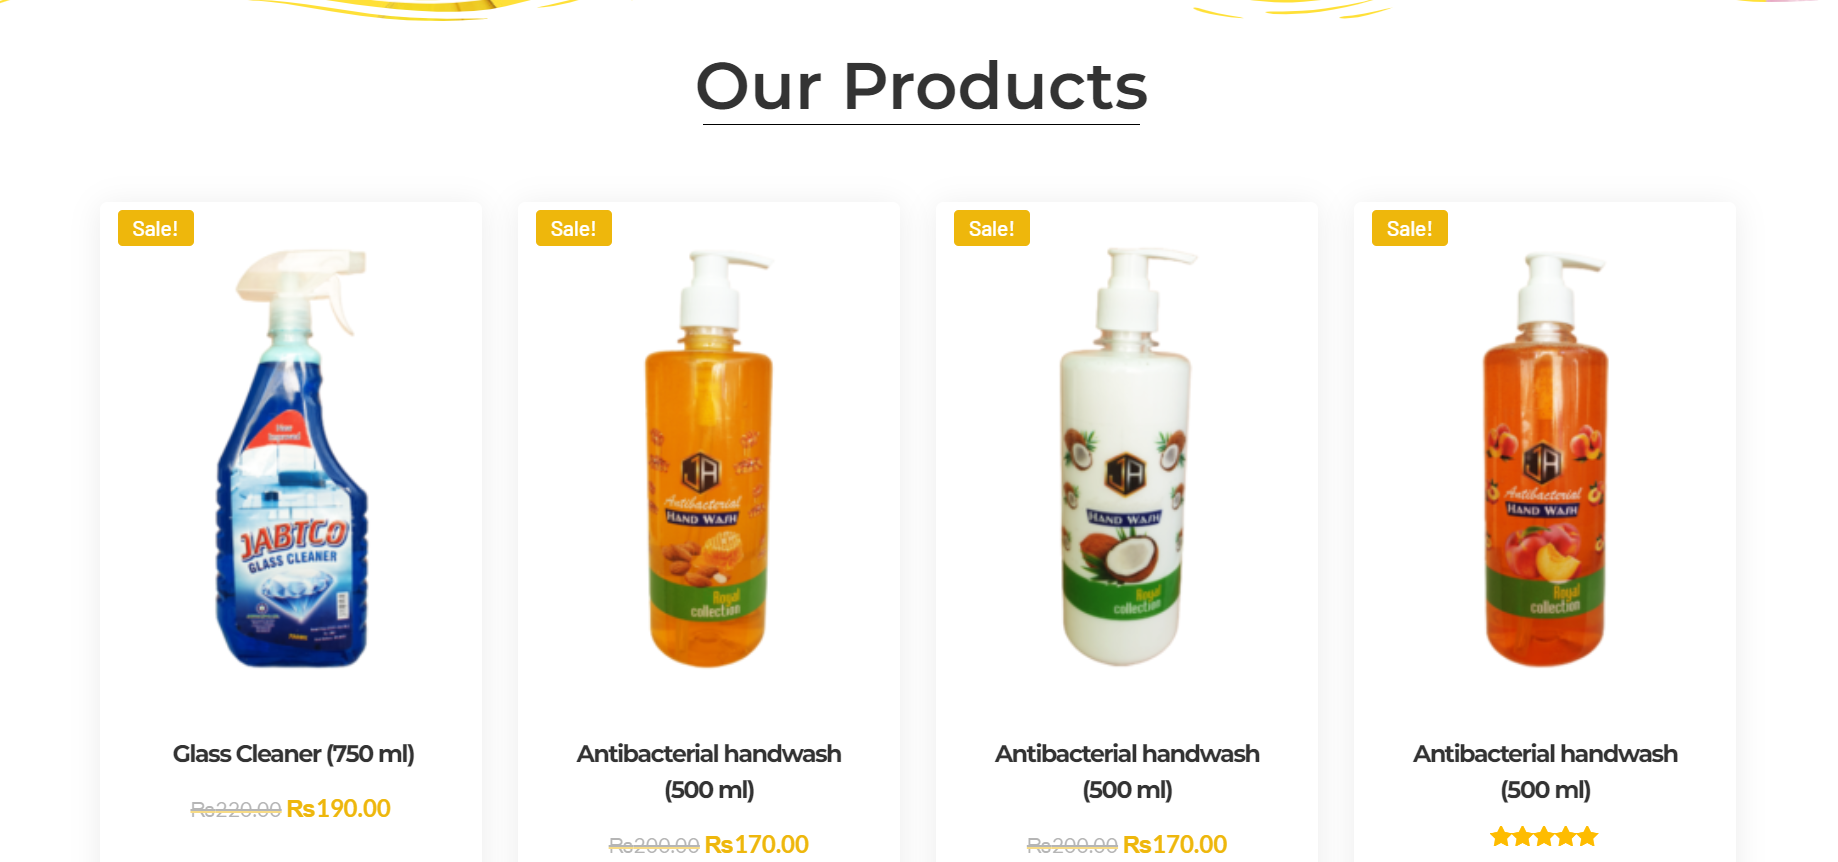 Our Products
Sale!
Sale!
Sale!
Sale!
JABTCO
GLASS CLEANER
JA
Antibacterial
HAND WASH
Royal
collection
JA
HAND WASH
Royal
collection
JA
Antibacterial
HAND WASH
Royal
collection
Glass Cleaner (750 ml)
₨220.00 ₨190.00
Antibacterial handwash
(500 ml)
₨200.00 ₨170.00
Antibacterial handwash
(500 ml)
₨200.00 ₨170.00
Antibacterial handwash
(500 ml)